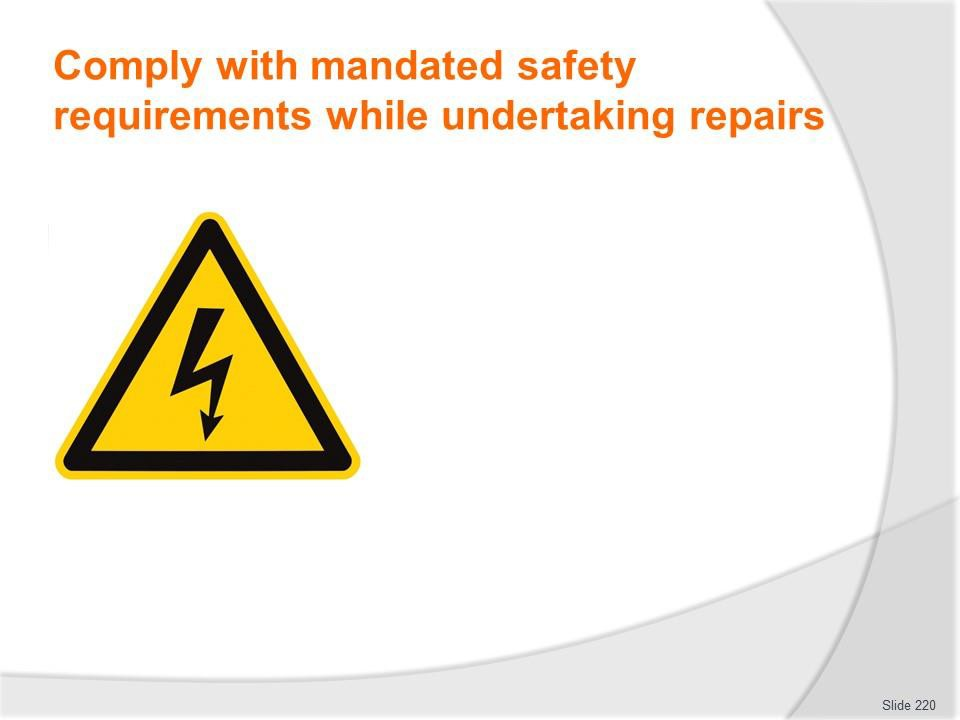 Comply with mandated safety
requirements while undertaking repairs
Slide 220